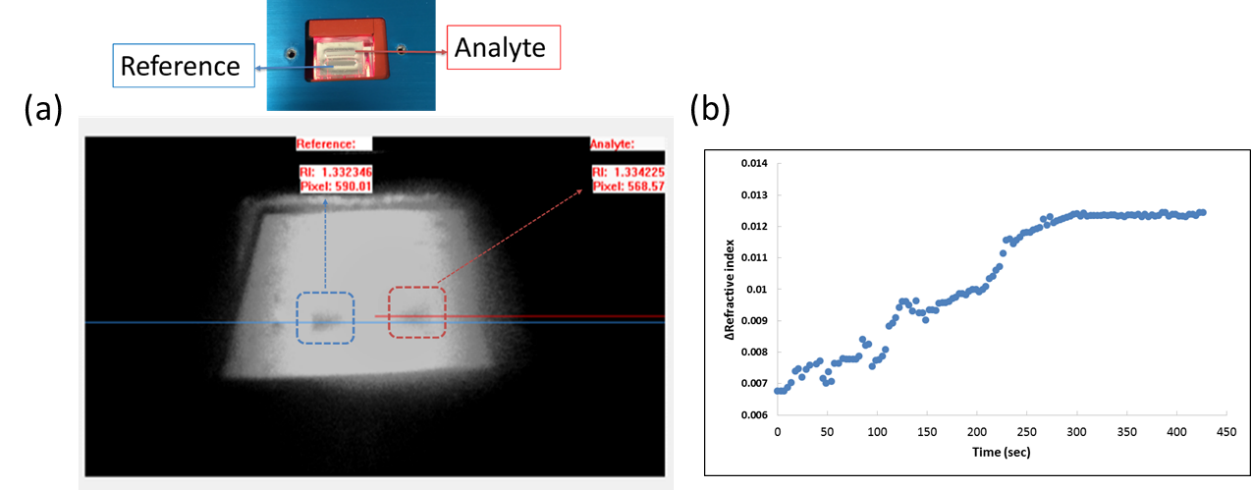 Reference
Analyte
(a)
(b)
Reference:
RI: 1.332346
Pixel: 590.01
Analyte:
RI: 1.334225
Pixel: 568.57
0.014
0.013
0.012
0.011
0.01
0.009
0.008
0.007
0.006
ΔRefractive index
0 50 100 150 200 250 300 350 400 450
Time (sec)